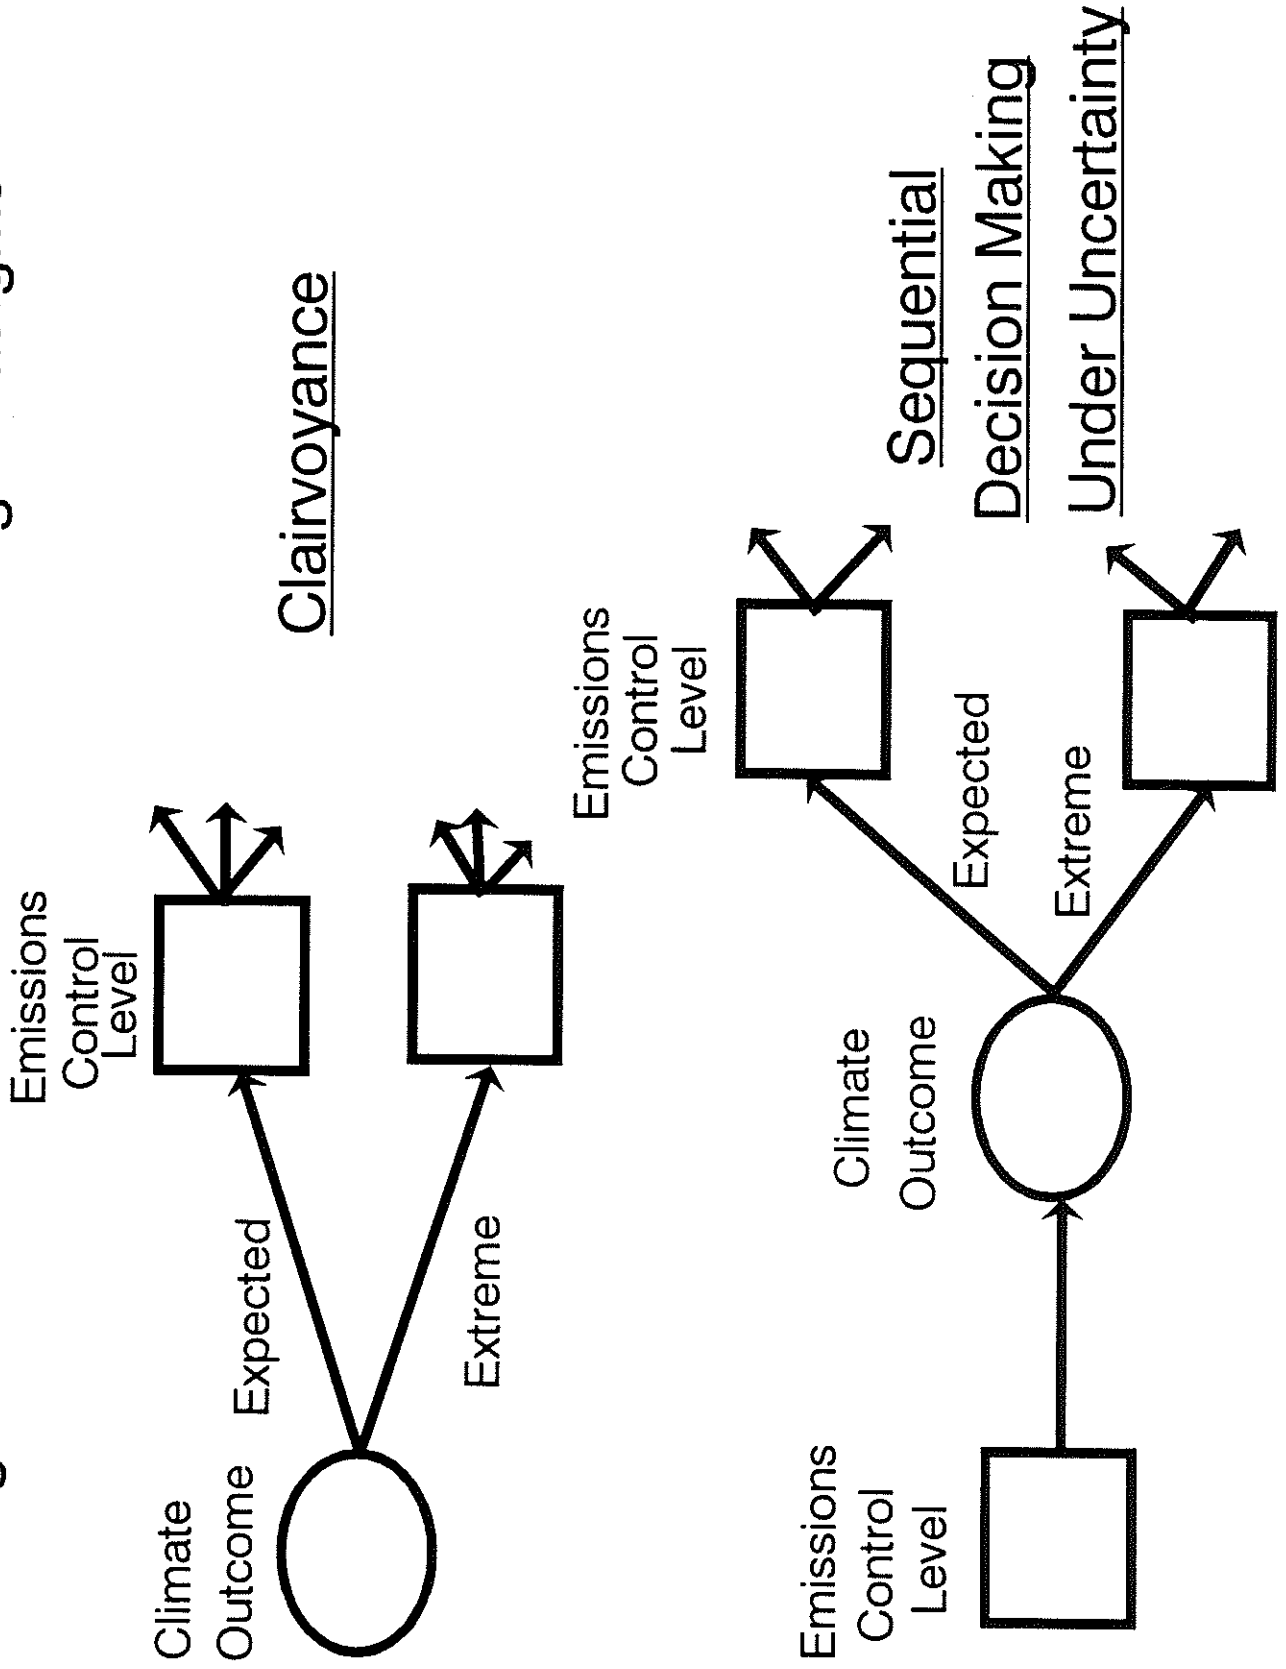 Emissions
Control
Level
Climate
Outcome
Expected
Extreme
Clairvoyance
Emissions
Control
Level
Climate
Outcome
Expected
Extreme
Emissions
Control
Level
Sequential
Decision Making
Under Uncertainty